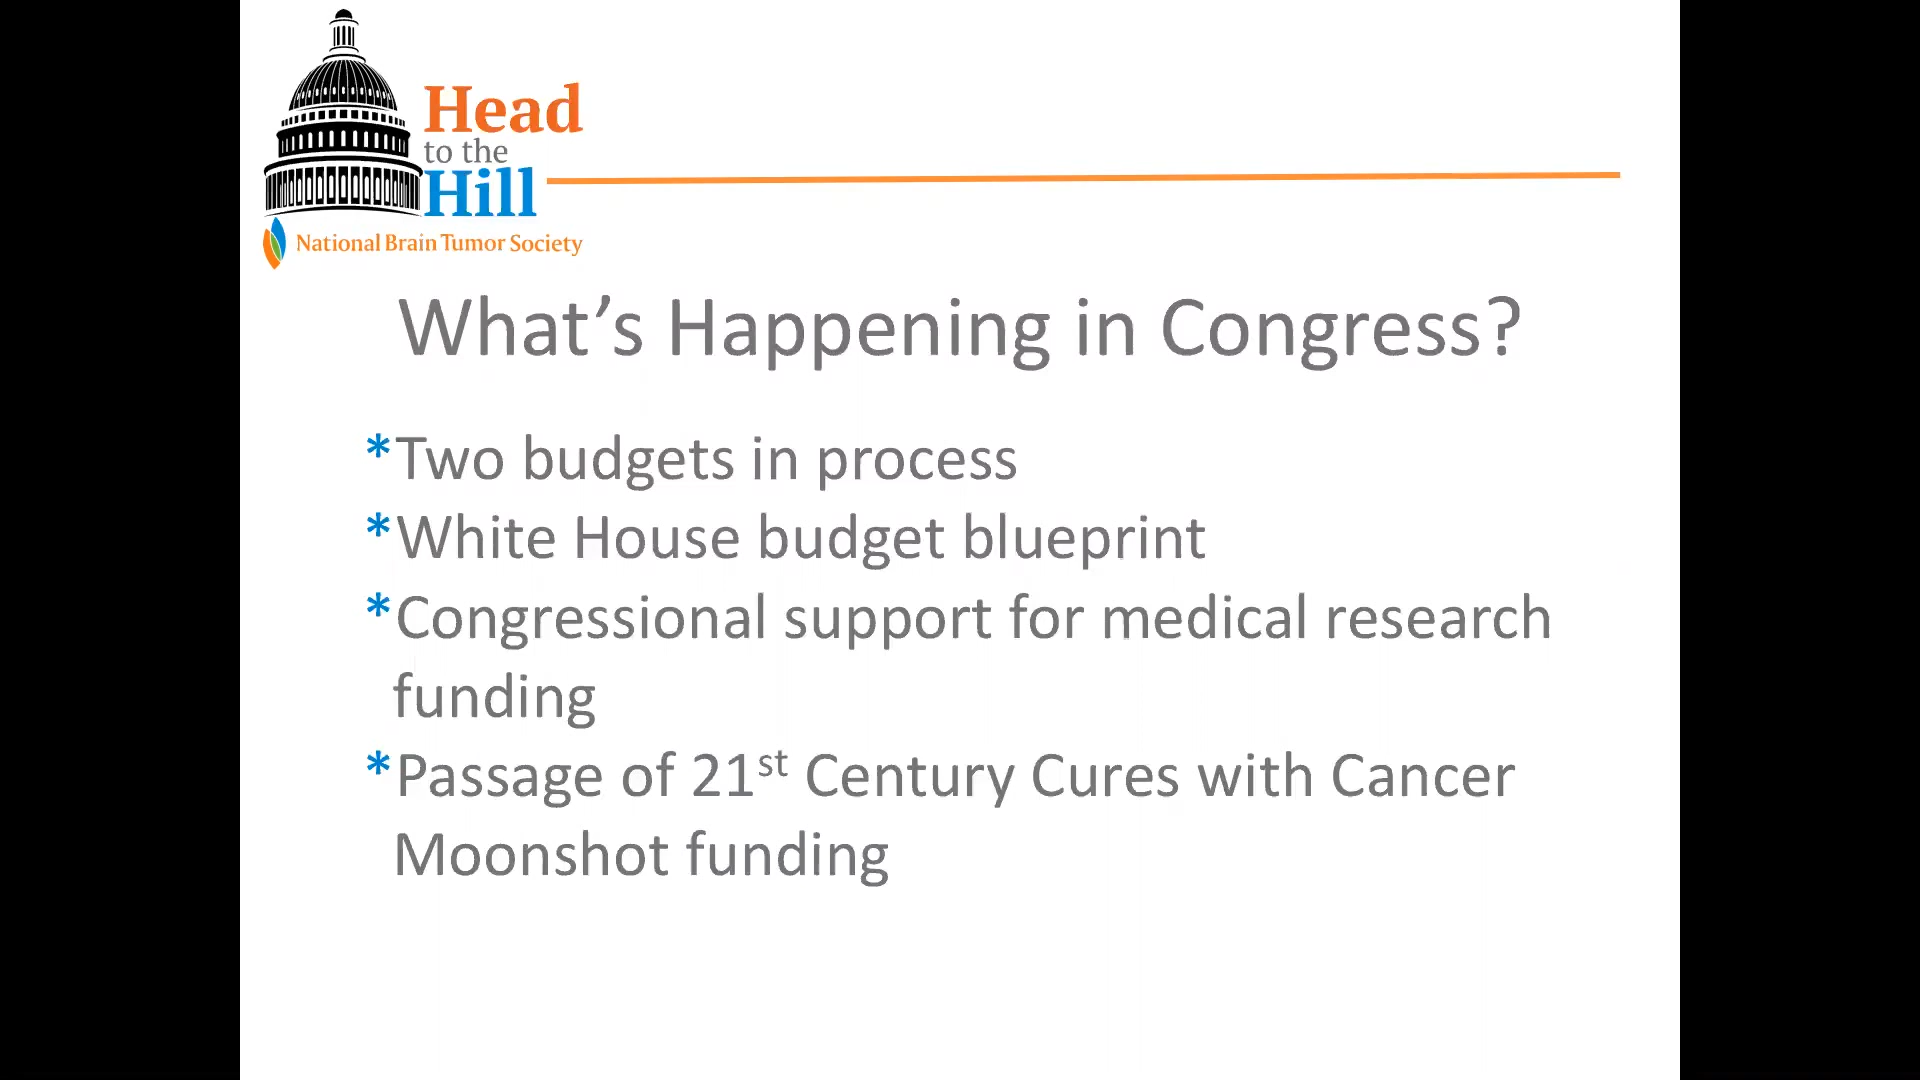 Head
to the
Hill
National Brain Tumor Society
What’s Happening in Congress?
*Two budgets in process
*White House budget blueprint
*Congressional support for medical research
funding
*Passage of 21st Century Cures with Cancer
Moonshot funding